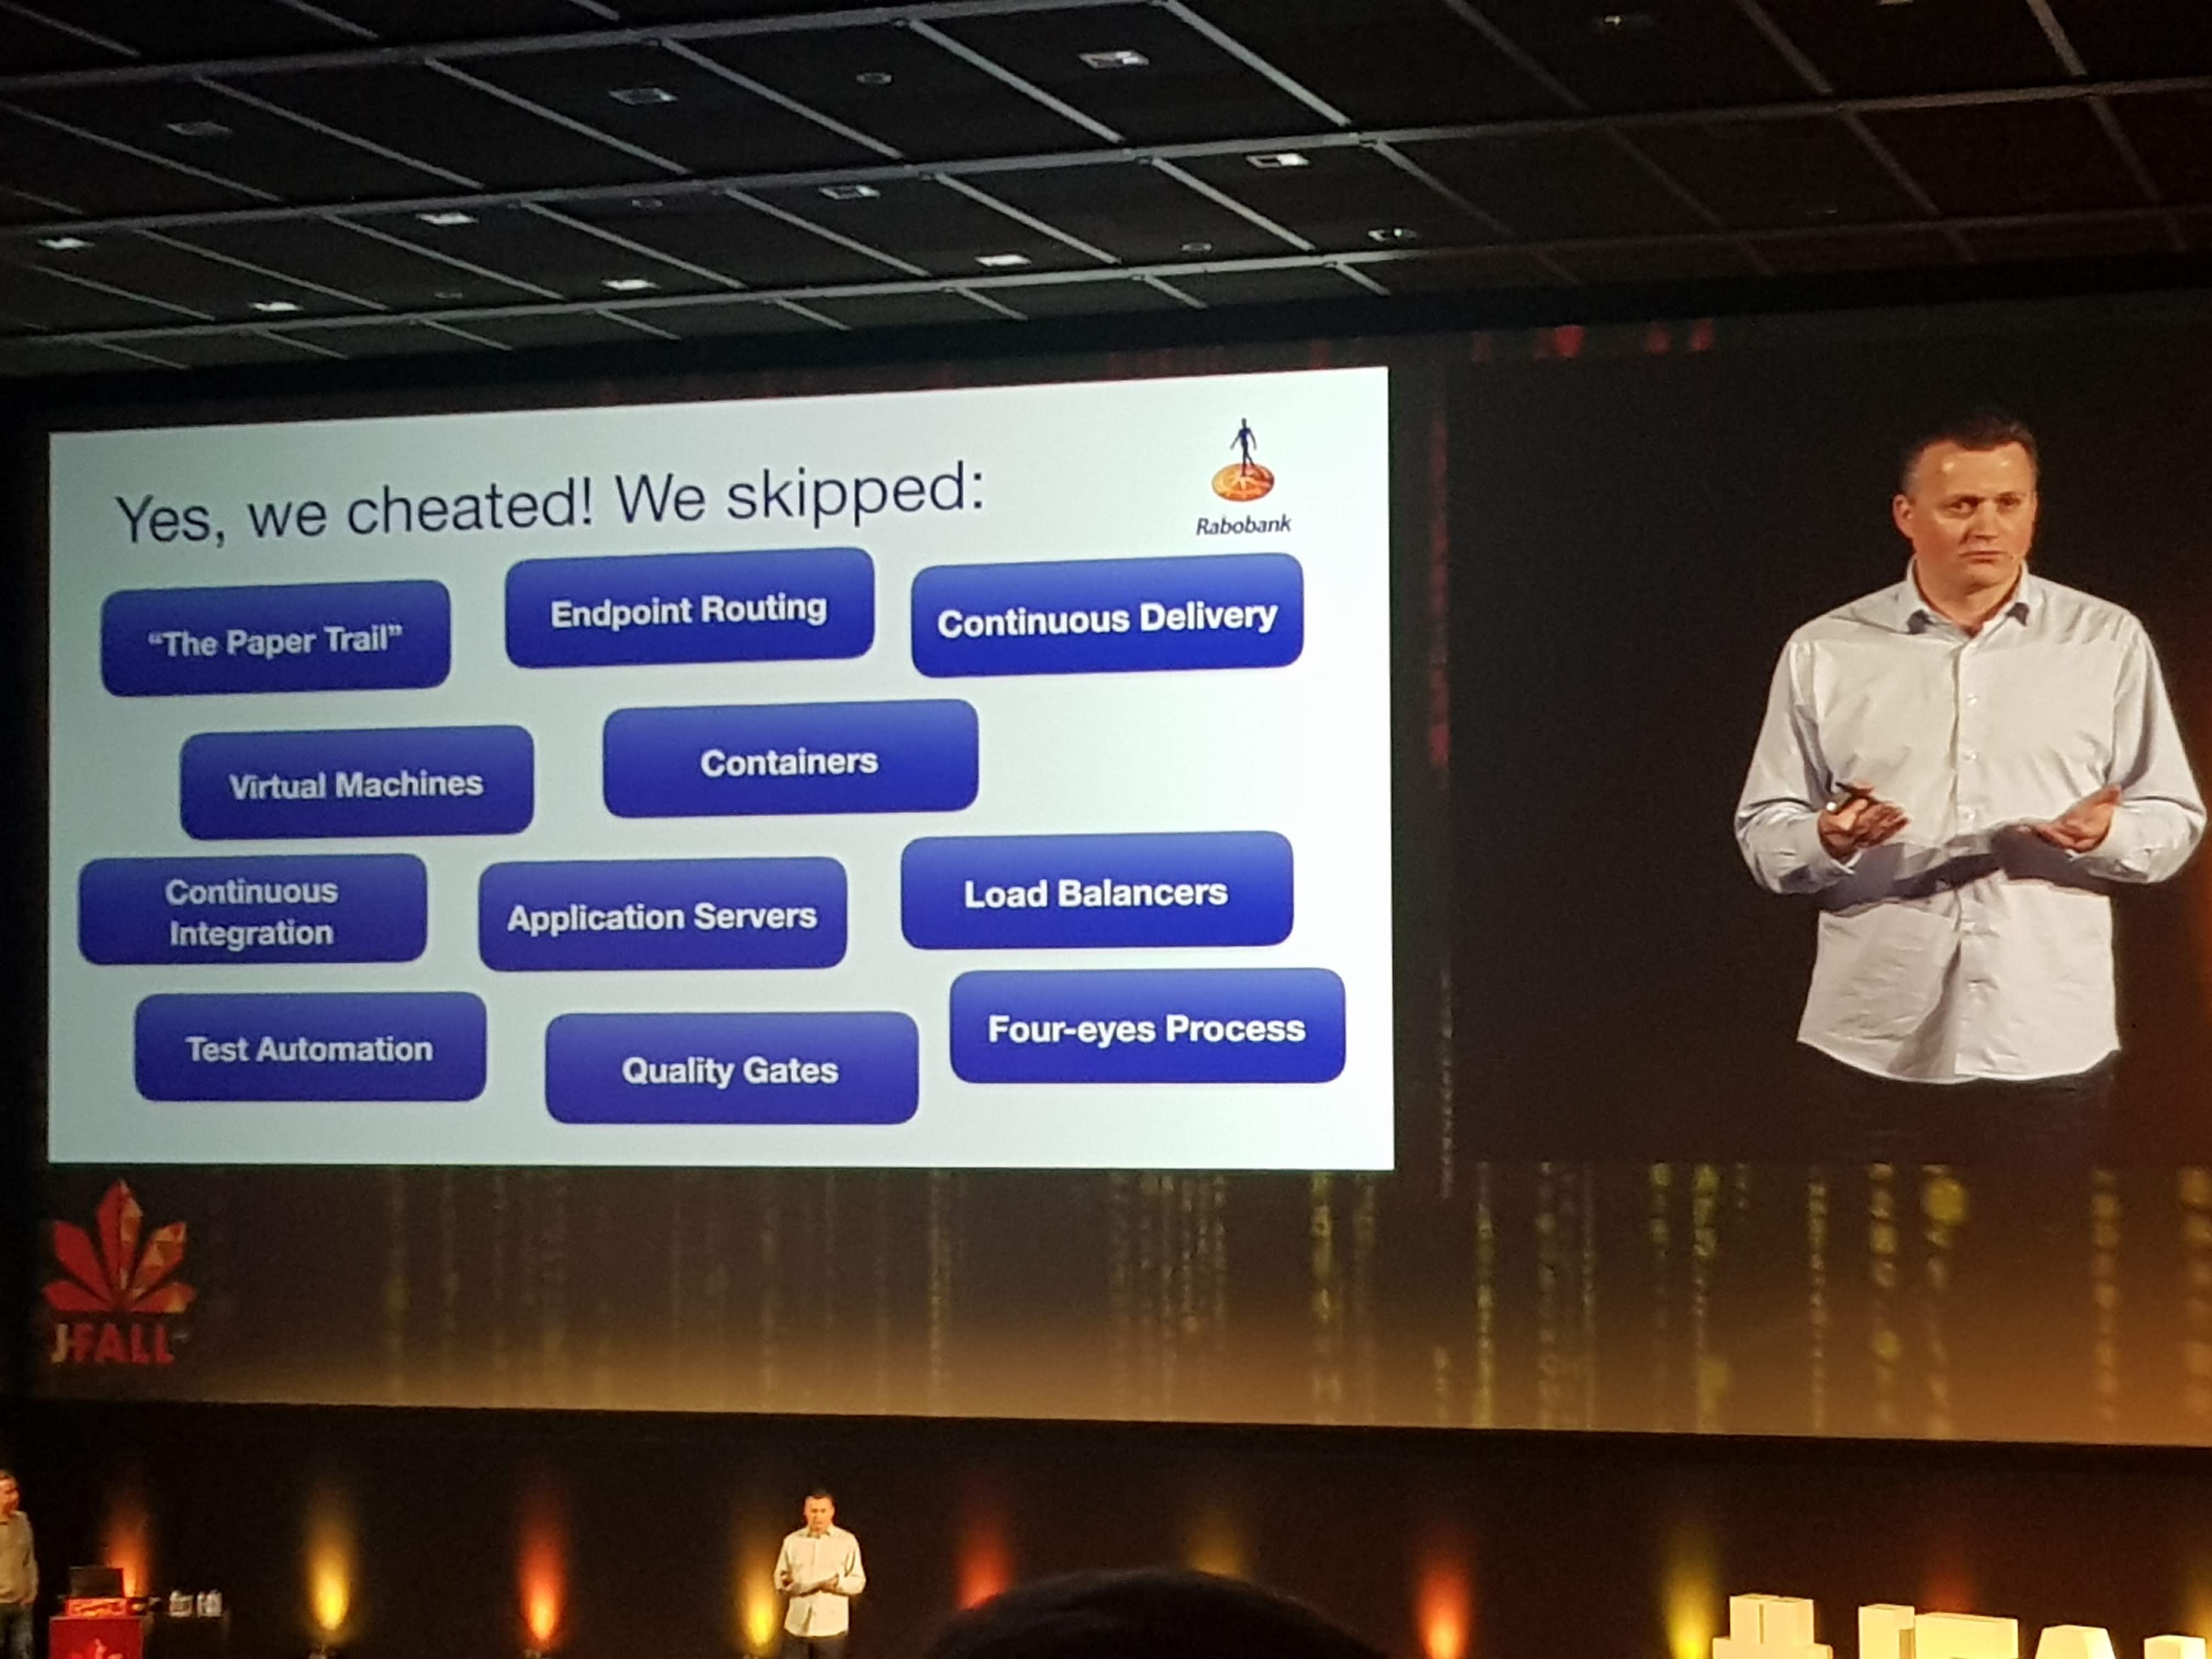 Yes, we cheated! We skipped:
Rabobank
“The Paper Trail”
Endpoint Routing
Continuous Delivery
Virtual Machines
Containers
Continuous
Integration
Application Servers
Load Balancers
Test Automation
Quality Gates
Four-eyes Process
J-FALL